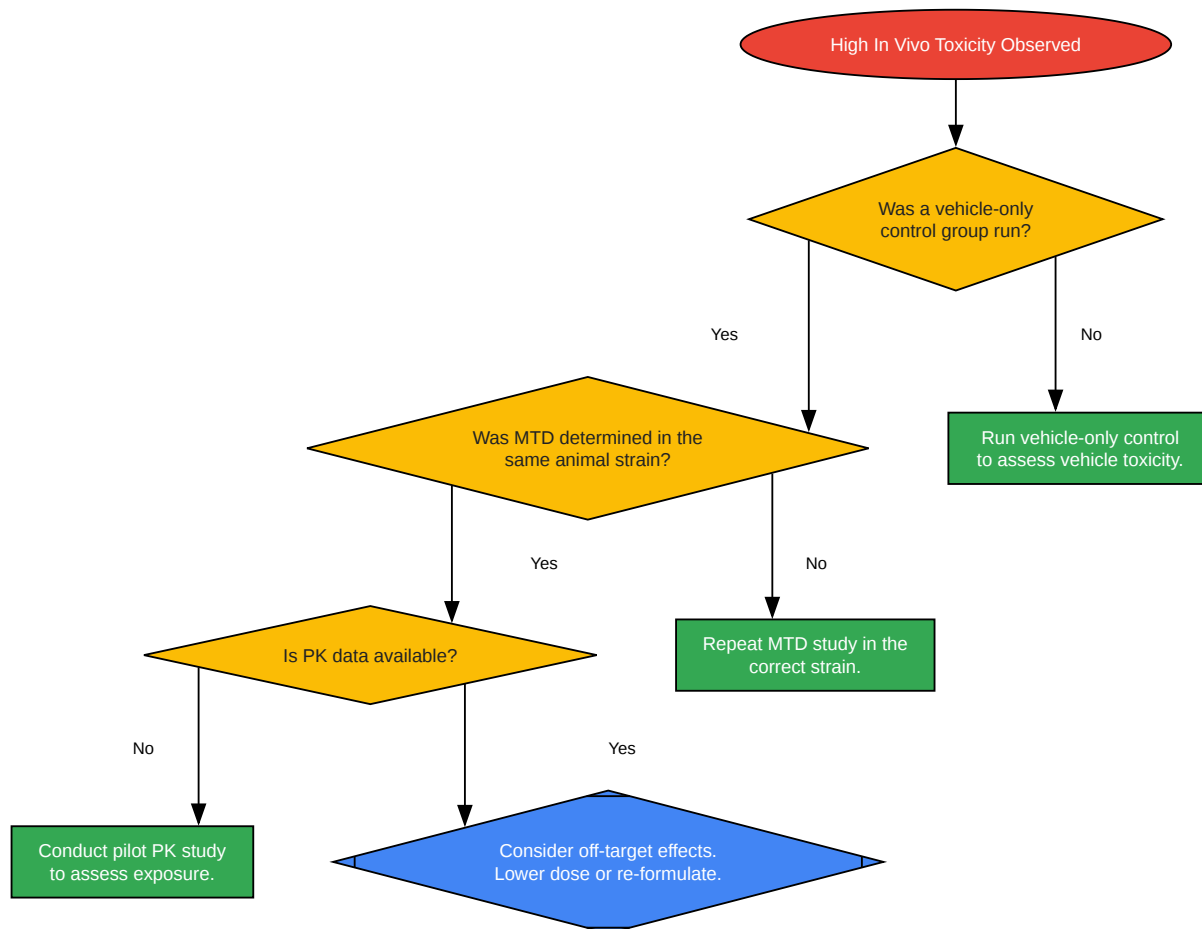 High In Vivo Toxicity Observed
Was a vehicle-only
control group run?
Yes
No
Run vehicle-only control
to assess vehicle toxicity.
Was MTD determined in the
same animal strain?
Yes
No
Repeat MTD study in the
correct strain.
Is PK data available?
No
Yes
Conduct pilot PK study
to assess exposure.
Consider off-target effects.
Lower dose or re-formulate.